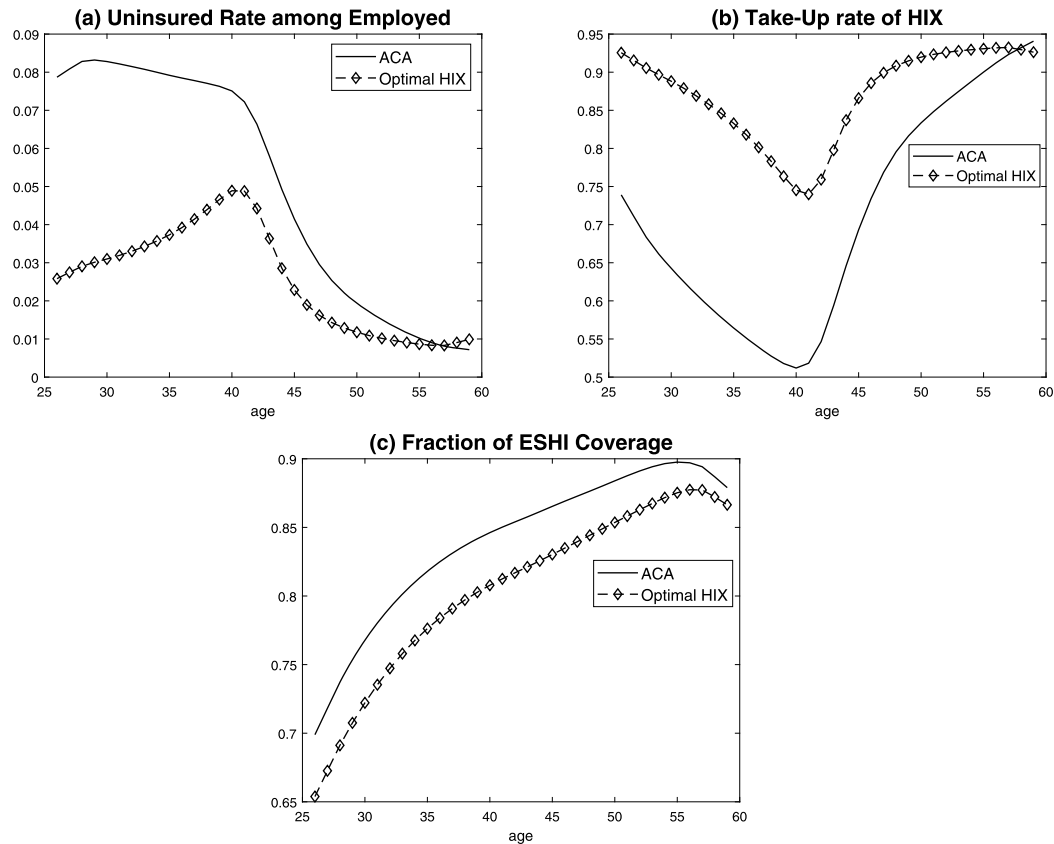 (a) Uninsured Rate among Employed
0.09
0.08
0.07
0.06
0.05
0.04
0.03
0.02
0.01
0
25 30 35 40 45 50 55 60
age
ACA
Optimal HIX
(b) Take-Up rate of HIX
0.95
0.9
0.85
0.8
0.75
0.7
0.65
0.6
0.55
0.5
25 30 35 40 45 50 55 60
age
ACA
Optimal HIX
(c) Fraction of ESHI Coverage
0.9
0.85
0.8
0.75
0.7
0.65
25 30 35 40 45 50 55 60
age
ACA
Optimal HIX